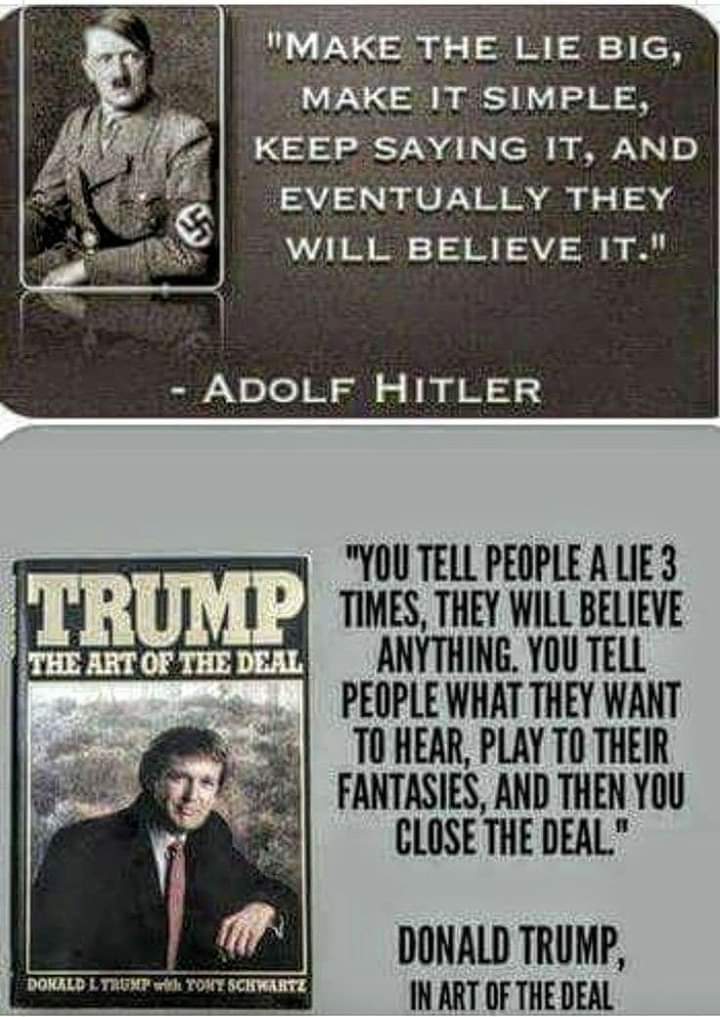 "MAKE THE LIE BIG,
MAKE IT SIMPLE,
KEEP SAYING IT, AND
EVENTUALLY THEY
WILL BELIEVE IT."
- ADOLF HITLER
TRUMP
THE ART OF THE DEAL
DONALD J. TRUMP with TONY SCHWARTZ
"YOU TELL PEOPLE A LIE 3
TIMES, THEY WILL BELIEVE
ANYTHING. YOU TELL
PEOPLE WHAT THEY WANT
TO HEAR, PLAY TO THEIR
FANTASIES, AND THEN YOU
CLOSE THE DEAL."
DONALD TRUMP,
IN ART OF THE DEAL